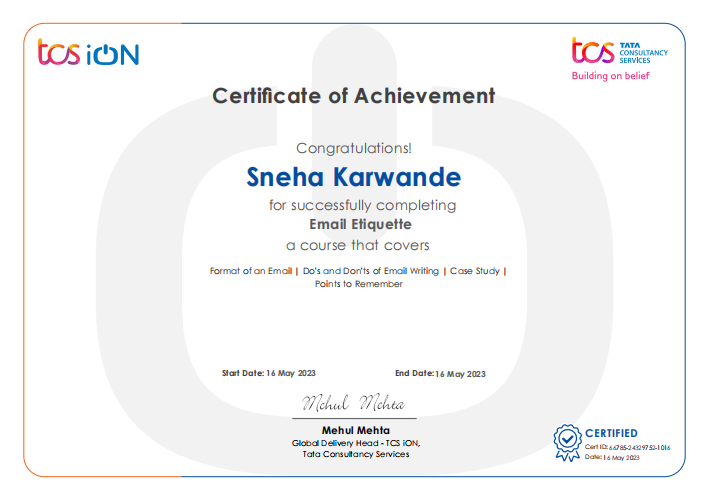 tcs iON
tcs TATA
CONSULTANCY
SERVICES
Building on belief
Certificate of Achievement
Congratulations!
Sneha Karwande
for successfully completing
Email Etiquette
a course that covers
Format of an Email | Do's and Don'ts of Email Writing | Case Study |
Points to Remember
Start Date: 16 May 2023 End Date: 16 May 2023
Mehul Mehta
Mehul Mehta
Global Delivery Head - TCS iON,
Tata Consultancy Services
CERTIFIED
Cert ID: 66785-24329752-1016
Date: 16 May 2023